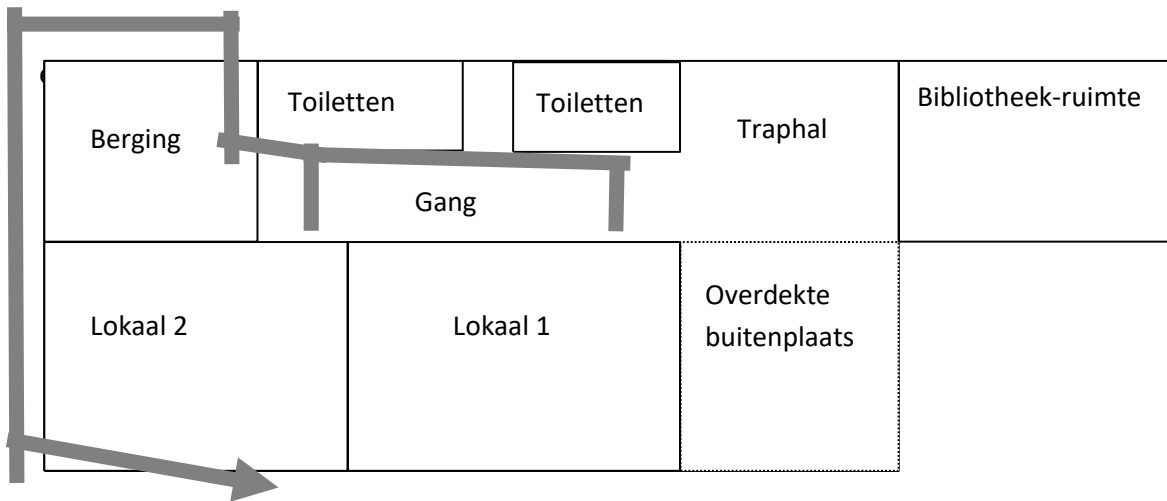 Toiletten
Toiletten
Bibliotheek-ruimte
Berging
Traphal
Gang
Lokaal 2
Lokaal 1
Overdekte
buitenplaats